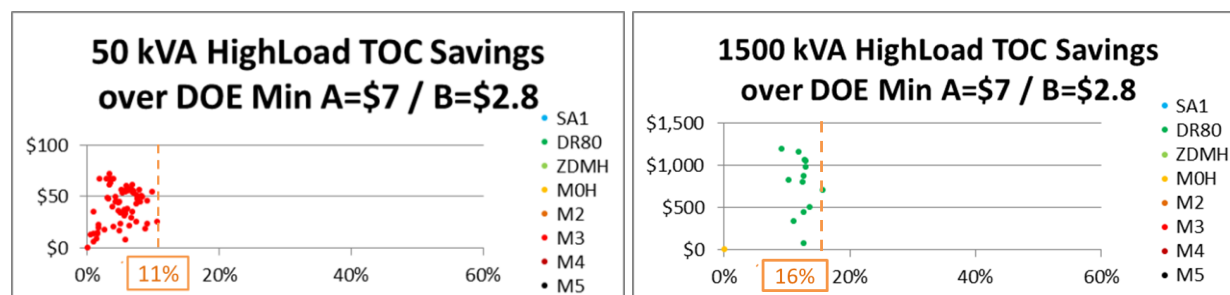 50 kVA HighLoad TOC Savings
over DOE Min A=$7 / B=$2.8
$100
$50
$0
0%
11%
20%
40%
60%
SA1
DR80
ZDMH
M0H
M2
M3
M4
M5
1500 kVA HighLoad TOC Savings
over DOE Min A=$7 / B=$2.8
$1,500
$1,000
$500
$0
0%
16%
20%
40%
60%
SA1
DR80
ZDMH
M0H
M2
M3
M4
M5